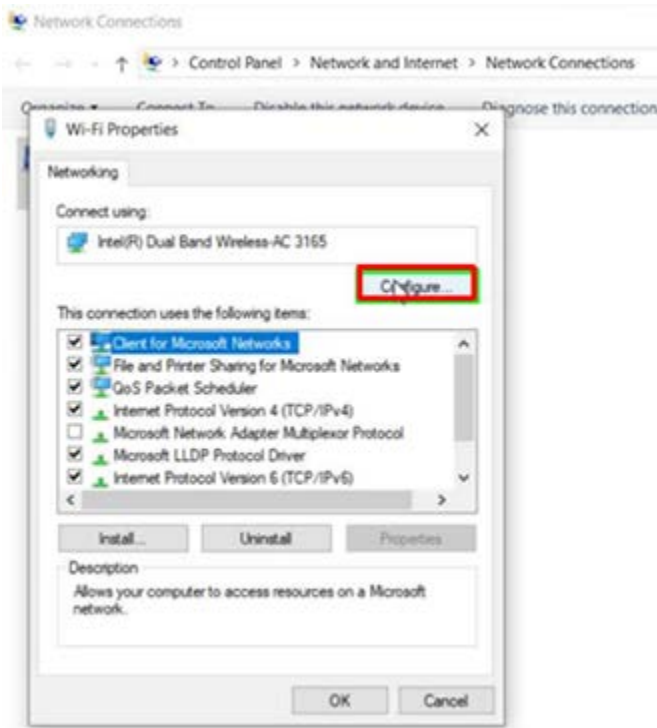 Network Connections
Control Panel > Network and Internet > Network Connections
Organize Connect To Disable this network device Diagnose this connection
Wi-Fi Properties
Networking
Connect using:
Intel(R) Dual Band Wireless-AC 3165
Configure...
This connection uses the following items:
Client for Microsoft Networks
File and Printer Sharing for Microsoft Networks
QoS Packet Scheduler
Internet Protocol Version 4 (TCP/IPv4)
Microsoft Network Adapter Multiplexor Protocol
Microsoft LLDP Protocol Driver
Internet Protocol Version 6 (TCP/IPv6)
Install... Uninstall Properties
Description
Allows your computer to access resources on a Microsoft
network.
OK Cancel